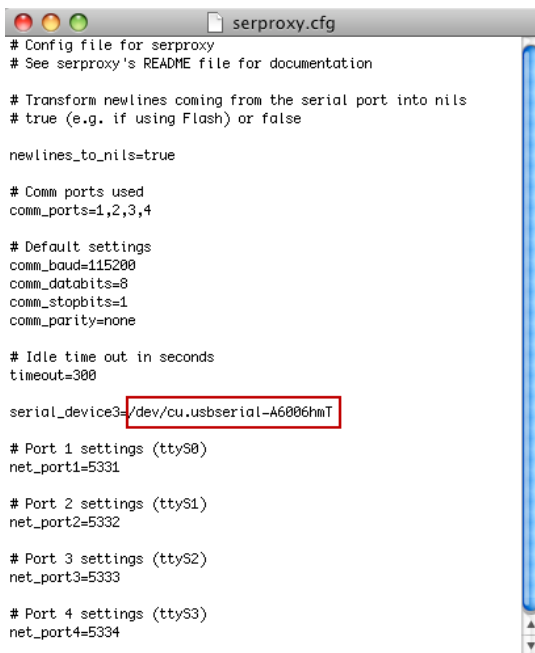 serproxy.cfg
# Config file for serproxy
# See serproxy's README file for documentation
# Transform newlines coming from the serial port into nils
# true (e.g. if using Flash) or false
newlines_to_nils=true
# Comm ports used
comm_ports=1,2,3,4
# Default settings
comm_baud=115200
comm_databits=8
comm_stopbits=1
comm_parity=none
# Idle time out in seconds
timeout=300
serial_device3=/dev/cu.usbserial-A6006hmT
# Port 1 settings (ttyS0)
net_port1=5331
# Port 2 settings (ttyS1)
net_port2=5332
# Port 3 settings (ttyS2)
net_port3=5333
# Port 4 settings (ttyS3)
net_port4=5334